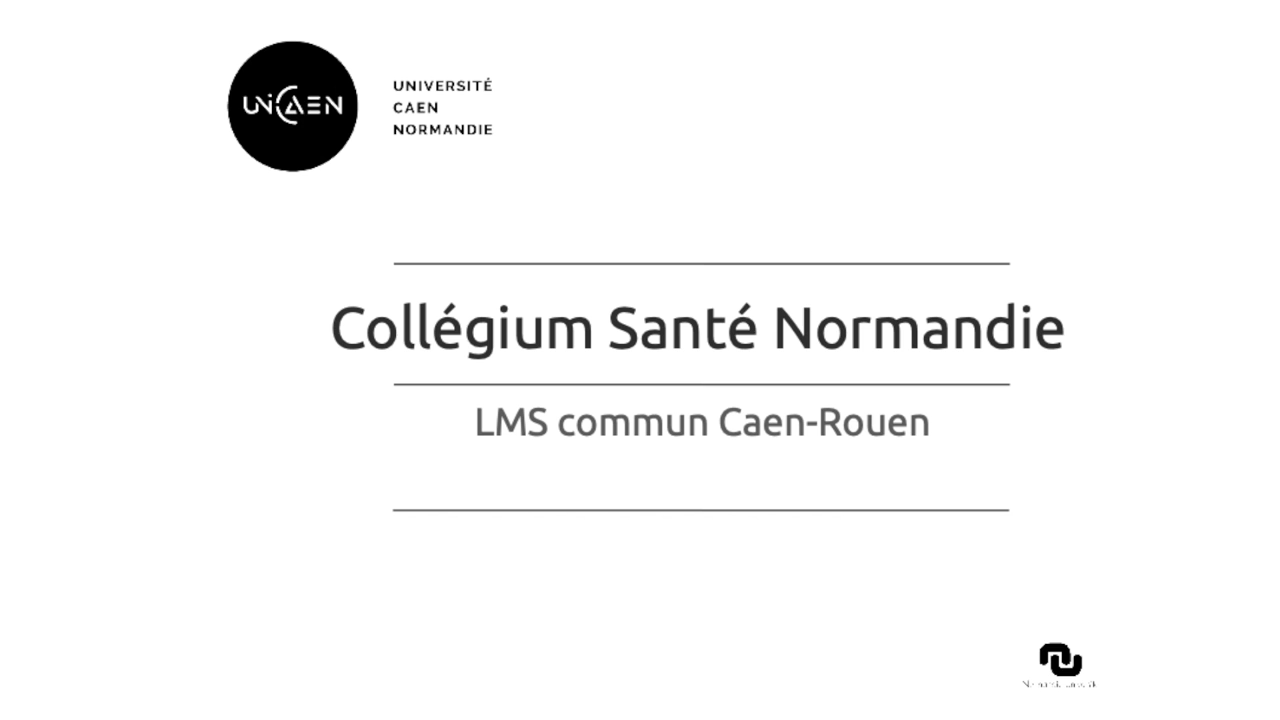 UNICAEN
UNIVERSITÉ
CAEN
NORMANDIE
Collégium Santé Normandie
LMS commun Caen-Rouen